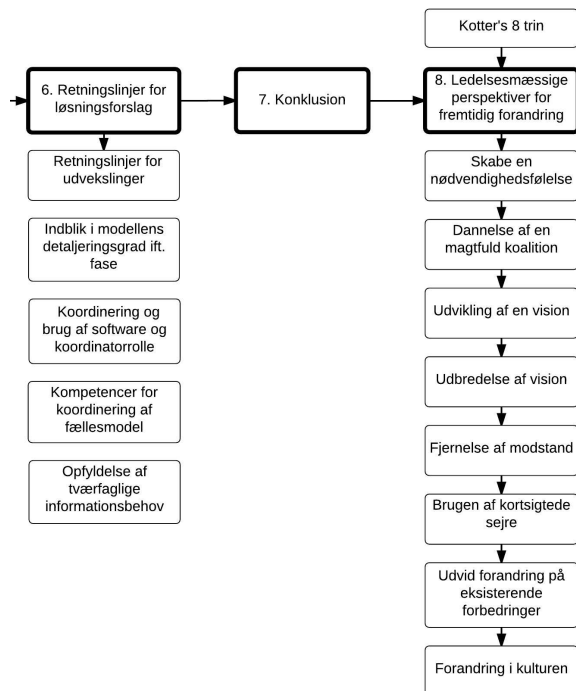 6. Retningslinjer for
løsningsforslag
Retningslinjer for
udvekslinger
Indblik i modellens
detaljeringsgrad ift.
fase
Koordinering og
brug af software og
koordinatorrolle
Kompetencer for
koordinering af
fællesmodel
Opfyldelse af
tværfaglige
informationsbehov
7. Konklusion
Kotter's 8 trin
8. Ledelsesmæssige
perspektiver for
fremtidig forandring
Skabe en
nødvendighedsfølelse
Dannelse af en
magtfuld koalition
Udvikling af en vision
Udbredelse af vision
Fjernelse af modstand
Brugen af kortsigtede
sejre
Udvid forandring på
eksisterende
forbedringer
Forandring i kulturen